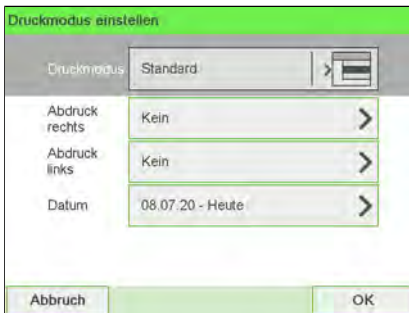 Druckmodus einstellen
Druckmodus Standard
Abdruck rechts Kein
Abdruck links Kein
Datum 08.07.20 - Heute
Abbruch OK